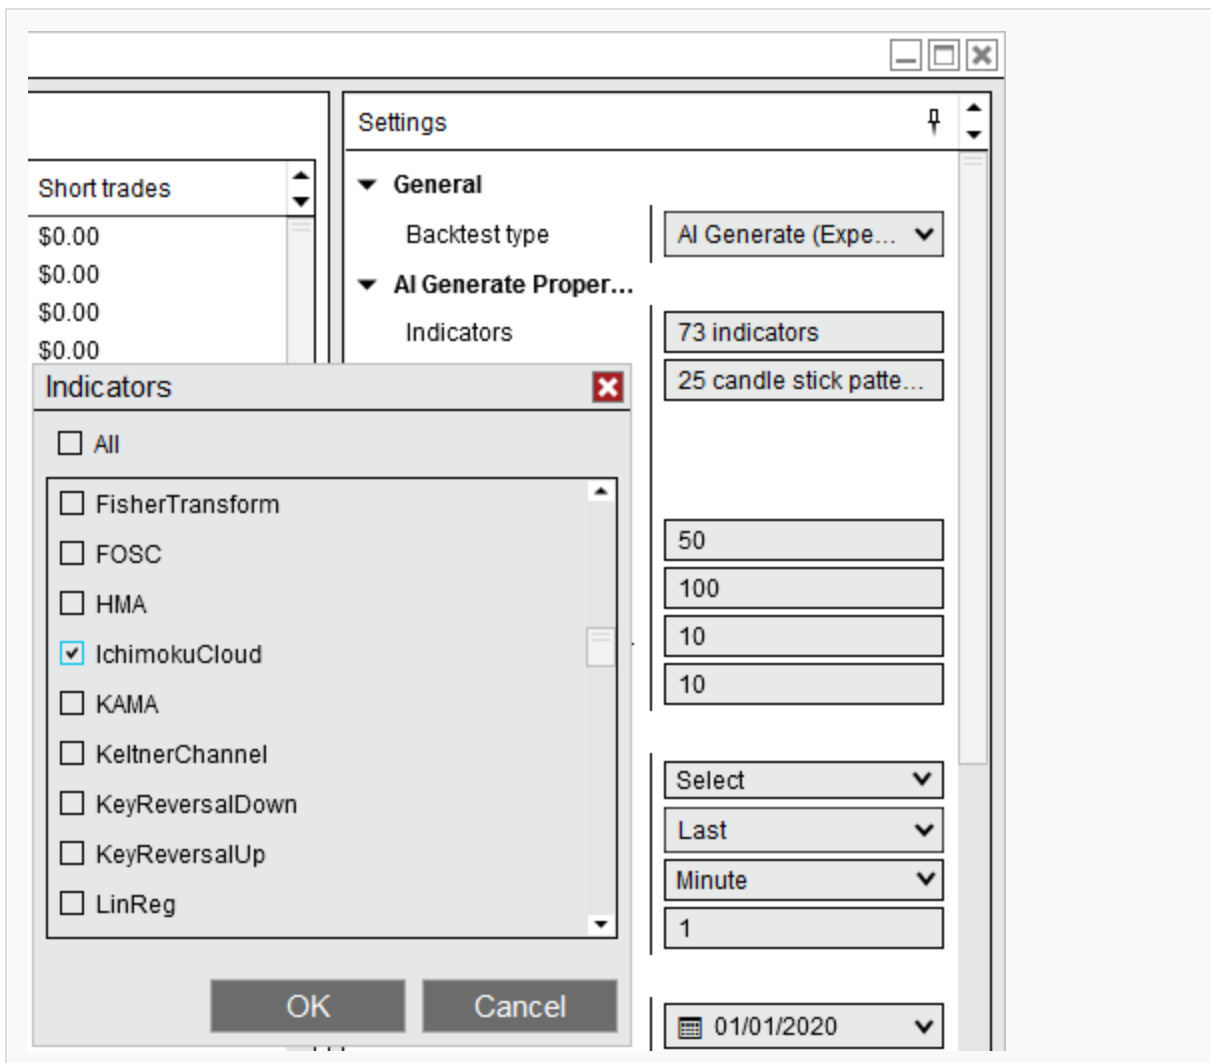 Settings
Short trades
General
$0.00
Backtest type
AI Generate (Expe...
$0.00
AI Generate Proper...
$0.00
Indicators
73 indicators
$0.00
25 candle stick patte...
Indicators
All
FisherTransform
FOSC
HMA
IchimokuCloud
KAMA
KeltnerChannel
KeyReversalDown
KeyReversalUp
LinReg
OK
Cancel
50
100
10
10
Select
Last
Minute
1
01/01/2020